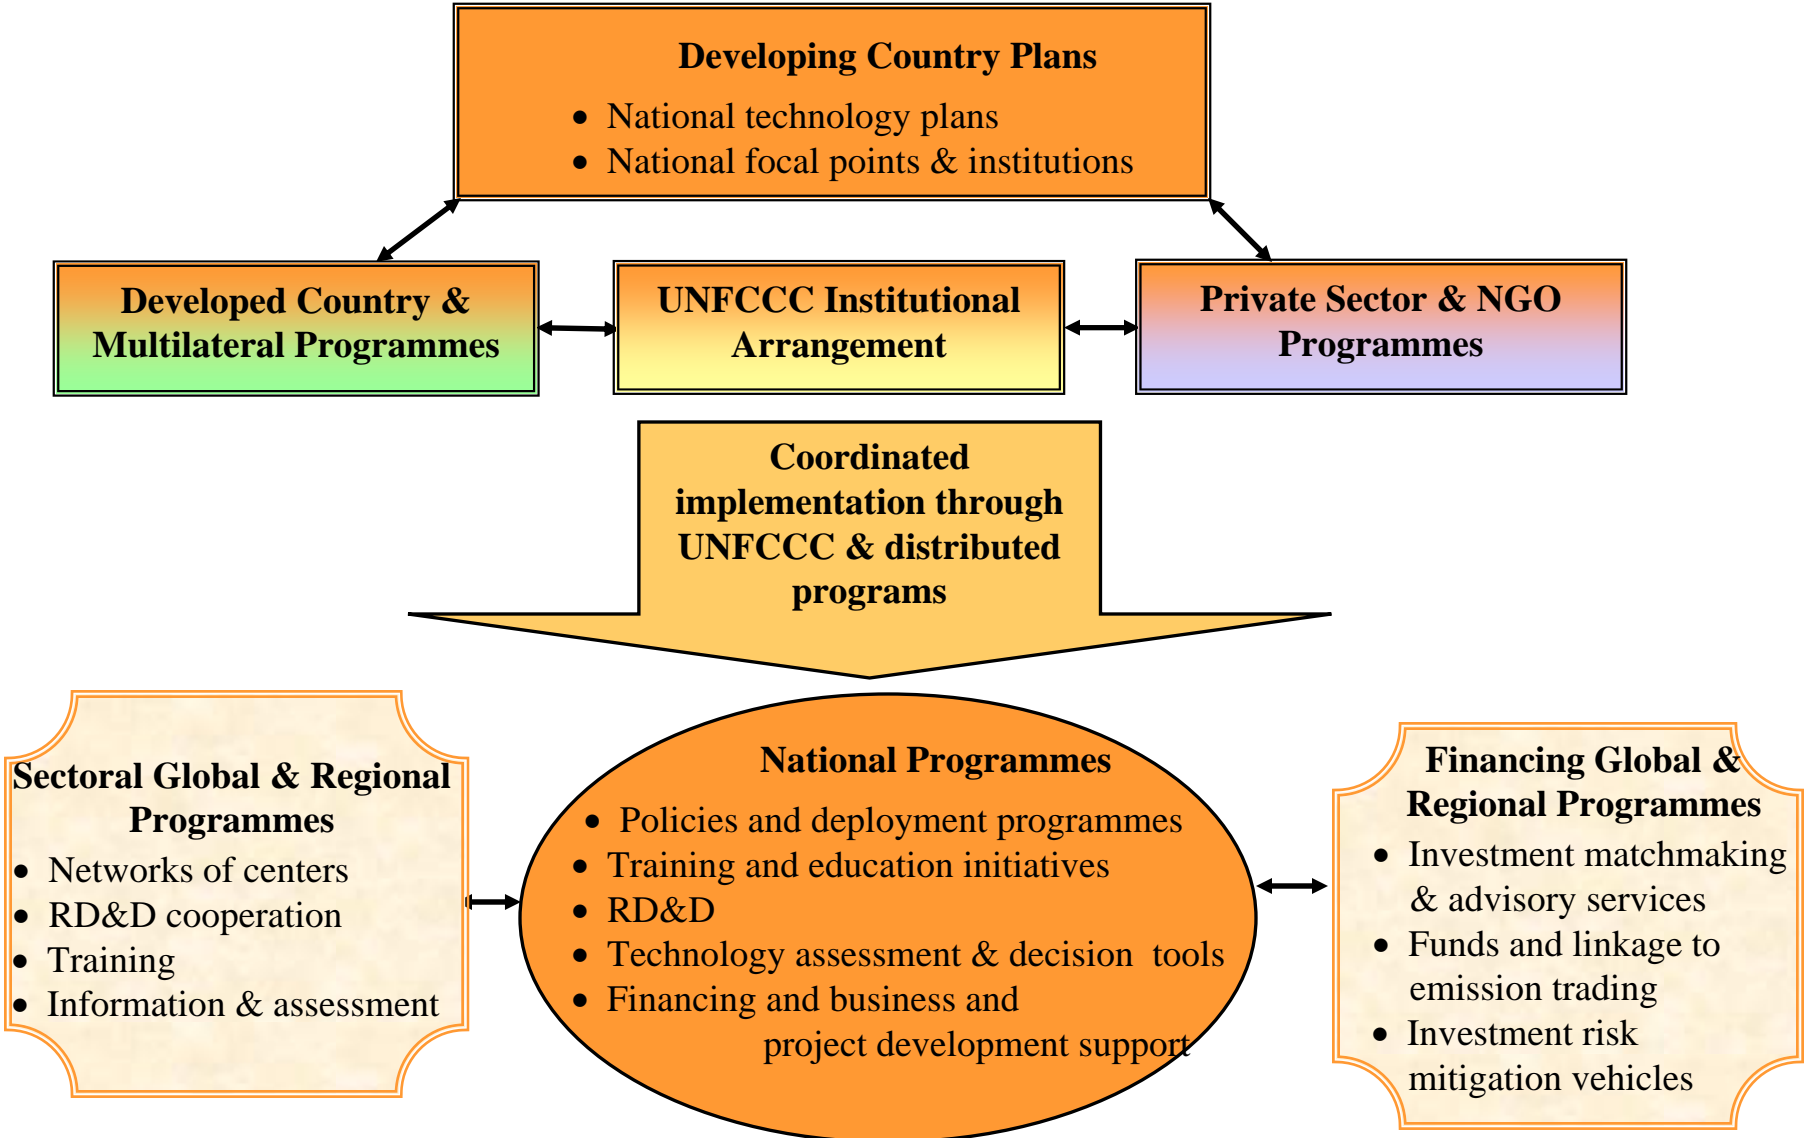 Developing Country Plans
• National technology plans
• National focal points & institutions
Developed Country &
Multilateral Programmes
UNFCCC Institutional
Arrangement
Private Sector & NGO
Programmes
Coordinated
implementation through
UNFCCC & distributed
programs
Sectoral Global & Regional
Programmes
• Networks of centers
• RD&D cooperation
• Training
• Information & assessment
National Programmes
• Policies and deployment programmes
• Training and education initiatives
• RD&D
• Technology assessment & decision tools
• Financing and business and
project development support
Financing Global &
Regional Programmes
• Investment matchmaking
& advisory services
• Funds and linkage to
emission trading
• Investment risk
mitigation vehicles